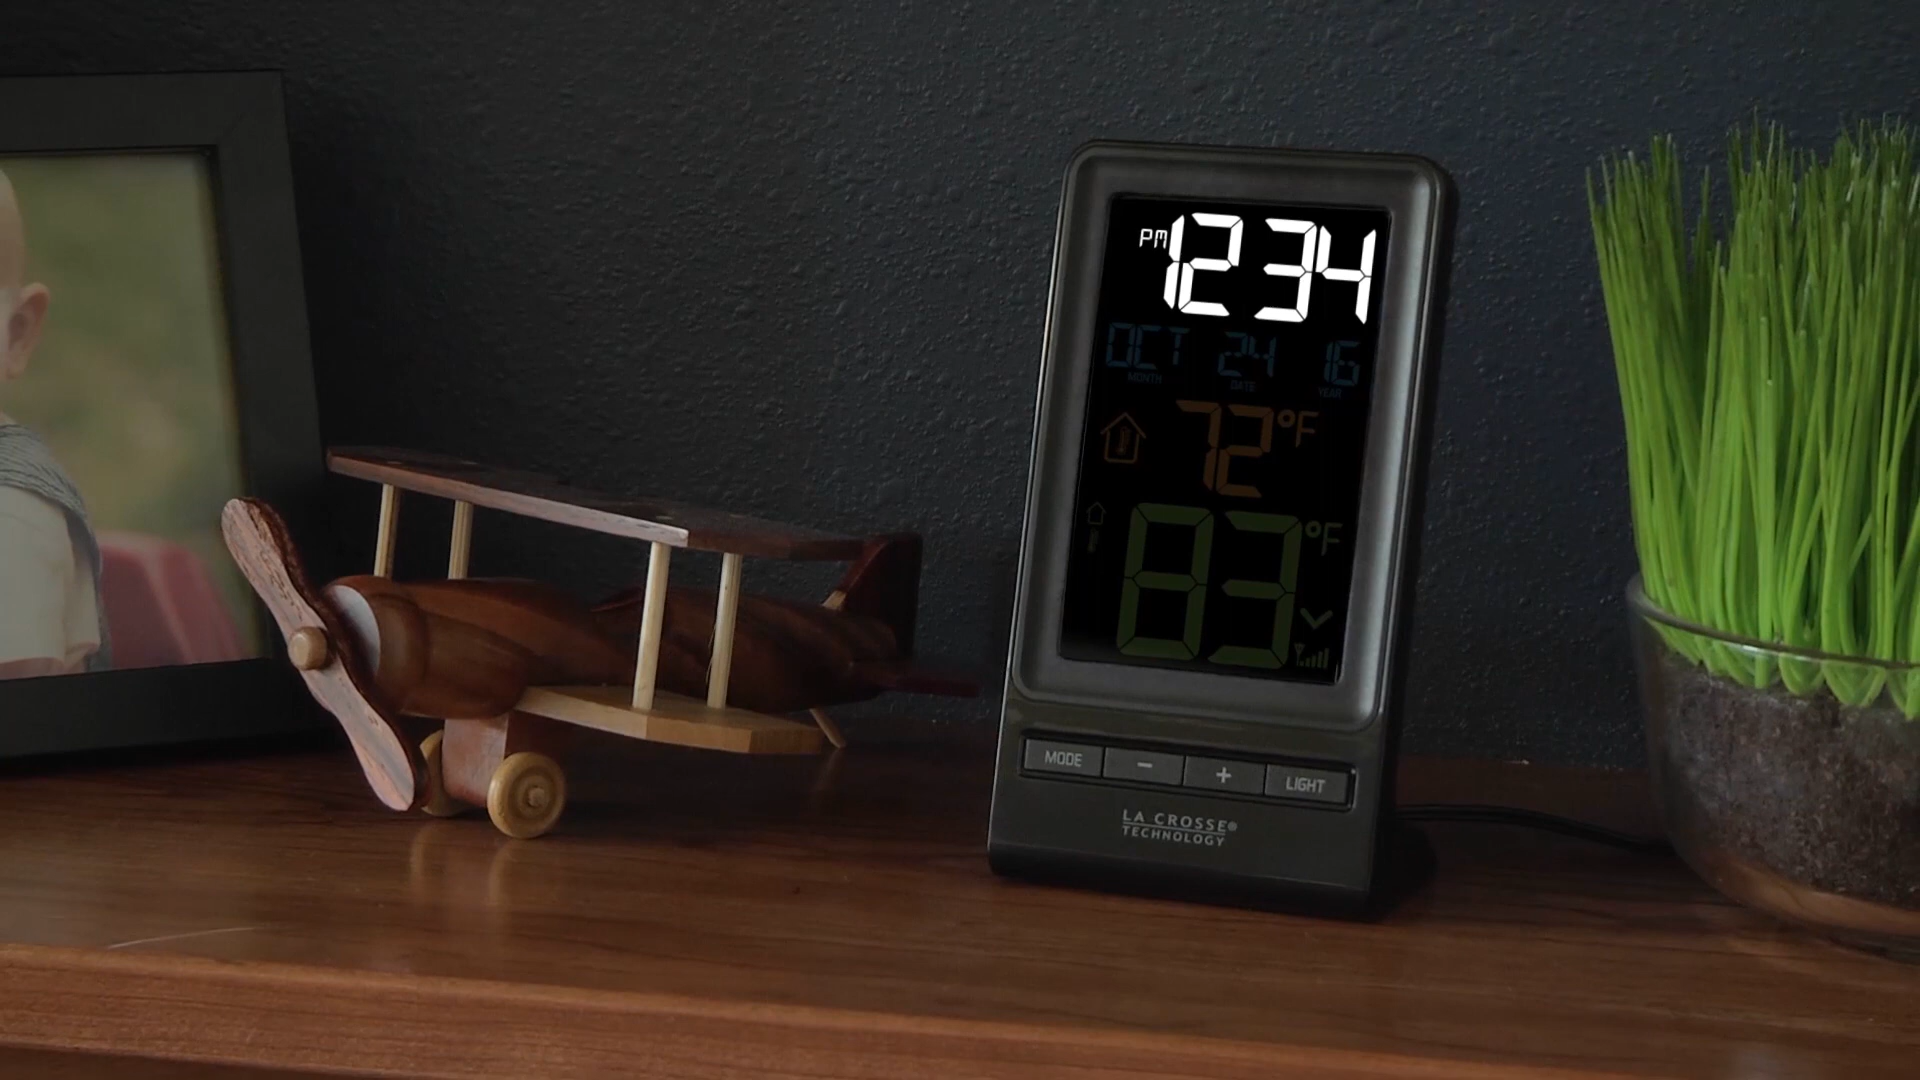 PM 12 34
OCT 24 16
MONTH DATE YEAR
72 °F
83 °F
MODE - + LIGHT
LA CROSSE®
TECHNOLOGY